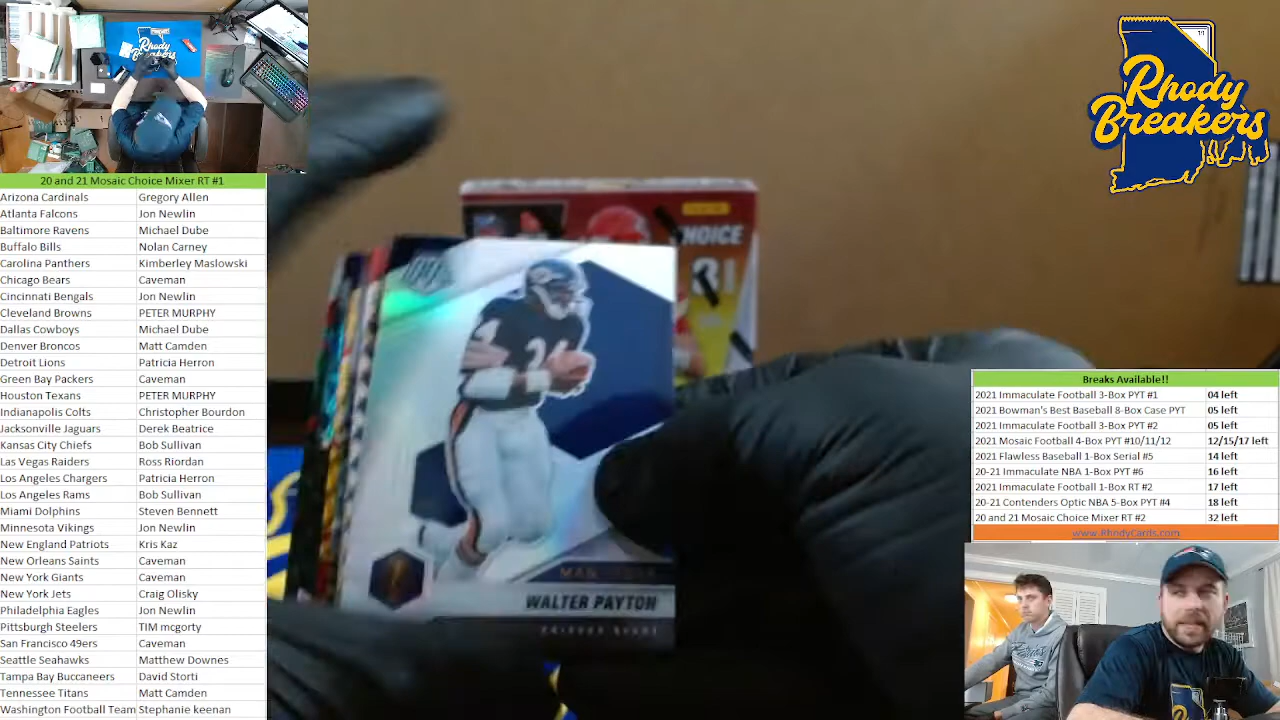 Rhody
Breakers
20 and 21 Mosaic Choice Mixer RT #1
Arizona Cardinals Gregory Allen
Atlanta Falcons Jon Newlin
Baltimore Ravens Michael Dube
Buffalo Bills Nolan Carney
Carolina Panthers Kimberley Maslowski
Chicago Bears Caveman
Cincinnati Bengals Jon Newlin
Cleveland Browns PETER MURPHY
Dallas Cowboys Michael Dube
Denver Broncos Matt Camden
Detroit Lions Patricia Herron
Green Bay Packers Caveman
Houston Texans PETER MURPHY
Indianapolis Colts Christopher Bourdon
Jacksonville Jaguars Derek Beatrice
Kansas City Chiefs Bob Sullivan
Las Vegas Raiders Ross Riordan
Los Angeles Chargers Patricia Herron
Los Angeles Rams Bob Sullivan
Miami Dolphins Steven Bennett
Minnesota Vikings Jon Newlin
New England Patriots Kris Kaz
New Orleans Saints Caveman
New York Giants Caveman
New York Jets Craig Olisky
Philadelphia Eagles Jon Newlin
Pittsburgh Steelers TIM mcgorty
San Francisco 49ers Caveman
Seattle Seahawks Matthew Downes
Tampa Bay Buccaneers David Storti
Tennessee Titans Matt Camden
Washington Football Team Stephanie keenan
HOICE
34
WALTER PAYTON
CHICAGO BEARS
Rhody
Breakers
Breaks Available!!
2021 Immaculate Football 3-Box PYT #1 04 left
2021 Bowman's Best Baseball 8-Box Case PYT 05 left
2021 Immaculate Football 3-Box PYT #2 05 left
2021 Mosaic Football 4-Box PYT #10/11/12 12/15/17 left
2021 Flawless Baseball 1-Box Serial #5 14 left
20-21 Immaculate NBA 1-Box PYT #6 16 left
2021 Immaculate Football 1-Box RT #2 17 left
20-21 Contenders Optic NBA 5-Box PYT #4 18 left
20 and 21 Mosaic Choice Mixer RT #2 32 left
www.RhodyCards.com